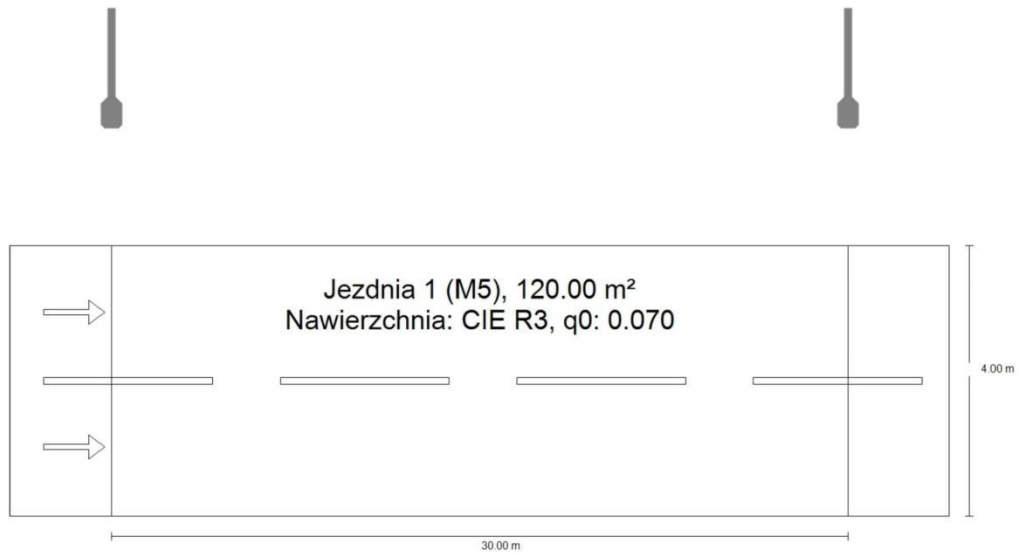 Jezdnia 1 (M5), 120.00 m²
Nawierzchnia: CIE R3, q0: 0.070
4.00 m
30.00 m